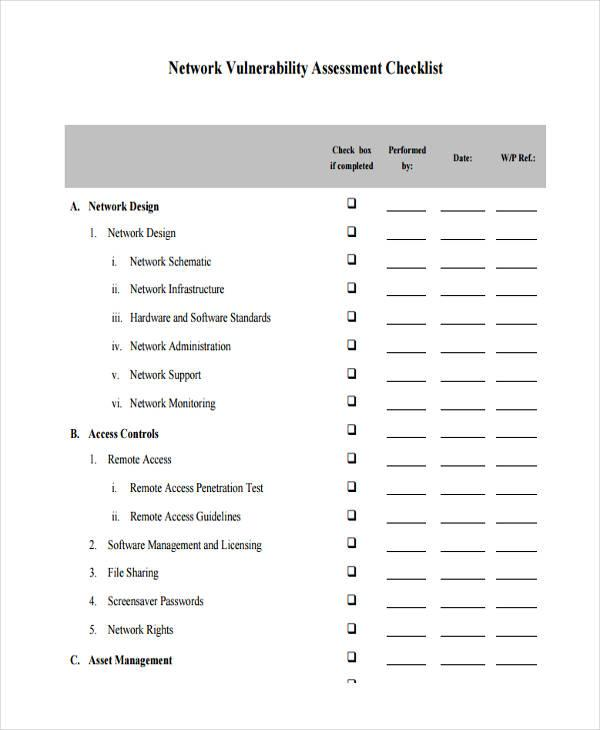 Network Vulnerability Assessment Checklist
Check box if completed Performed by: Date: W/P Ref.:
A. Network Design
1. Network Design
i. Network Schematic
ii. Network Infrastructure
iii. Hardware and Software Standards
iv. Network Administration
v. Network Support
vi. Network Monitoring
B. Access Controls
1. Remote Access
i. Remote Access Penetration Test
ii. Remote Access Guidelines
2. Software Management and Licensing
3. File Sharing
4. Screensaver Passwords
5. Network Rights
C. Asset Management